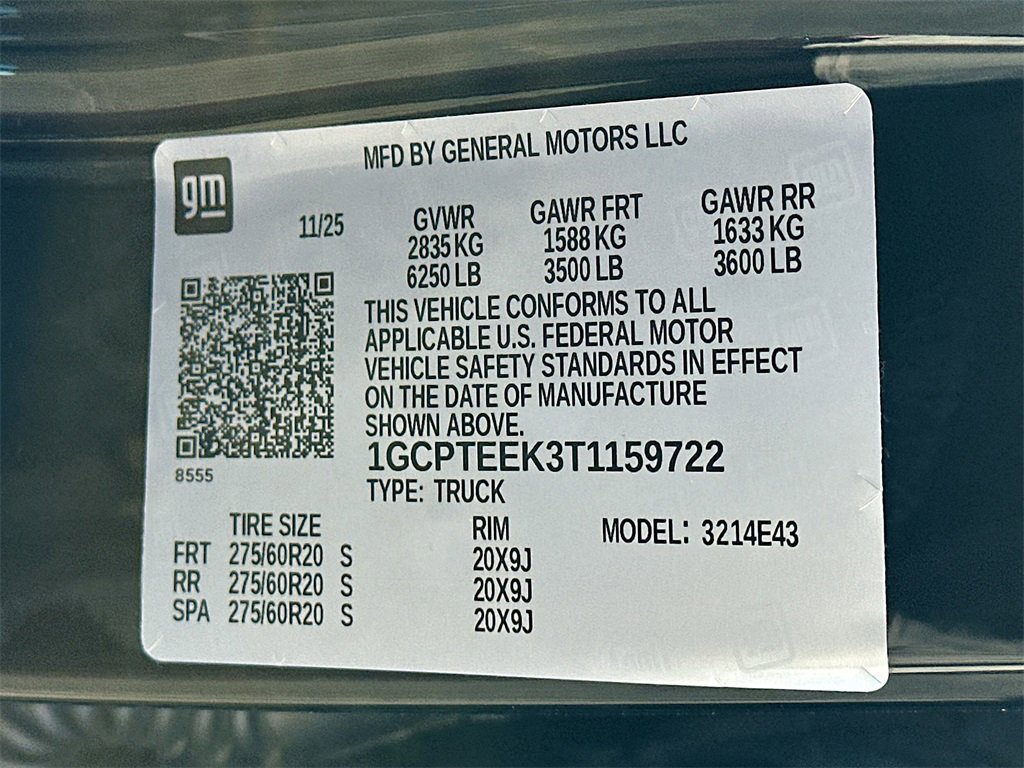 MFD BY GENERAL MOTORS LLC
gm
11/25
GVWR GAWR FRT GAWR RR
2835 KG 1588 KG 1633 KG
6250 LB 3500 LB 3600 LB
THIS VEHICLE CONFORMS TO ALL
APPLICABLE U.S. FEDERAL MOTOR
VEHICLE SAFETY STANDARDS IN EFFECT
ON THE DATE OF MANUFACTURE
SHOWN ABOVE.
8555
1GCPTEEK3T1159722
TYPE: TRUCK
TIRE SIZE RIM MODEL: 3214E43
FRT 275/60R20 S 20X9J
RR 275/60R20 S 20X9J
SPA 275/60R20 S 20X9J